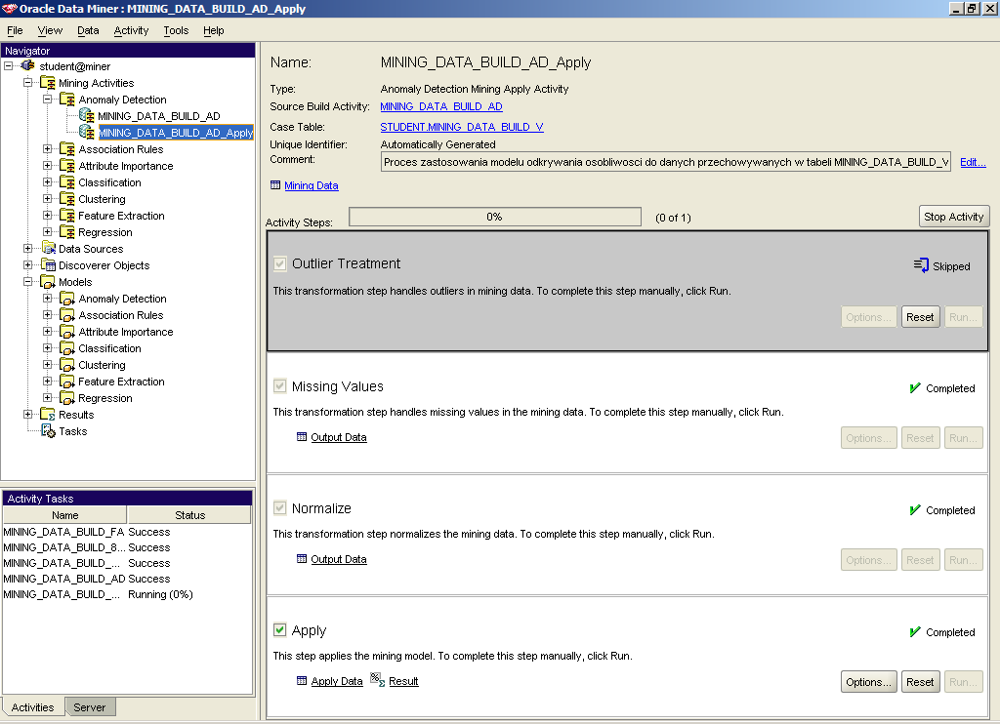 Oracle Data Miner : MINING_DATA_BUILD_AD_Apply
File View Data Activity Tools Help
Navigator
student@miner
Mining Activities
Anomaly Detection
MINING_DATA_BUILD_AD
MINING_DATA_BUILD_AD_Apply
Association Rules
Attribute Importance
Classification
Clustering
Feature Extraction
Regression
Data Sources
Discoverer Objects
Models
Anomaly Detection
Association Rules
Attribute Importance
Classification
Clustering
Feature Extraction
Regression
Results
Tasks
Activity Tasks
Name Status
MINING_DATA_BUILD_FA Success
MINING_DATA_BUILD_8... Success
MINING_DATA_BUILD_... Success
MINING_DATA_BUILD_AD Success
MINING_DATA_BUILD_... Running (0%)
Activities Server
Name: MINING_DATA_BUILD_AD_Apply
Type: Anomaly Detection Mining Apply Activity
Source Build Activity: MINING_DATA_BUILD_AD
Case Table: STUDENT.MINING_DATA_BUILD_V
Unique Identifier: Automatically Generated
Comment: Proces zastosowania modelu odkrywania osobliwosci do danych przechowywanych w tabeli MINING_DATA_BUILD_V Edit...
Mining Data
Activity Steps: 0% (0 of 1) Stop Activity
Outlier Treatment Skipped
This transformation step handles outliers in mining data. To complete this step manually, click Run.
Options... Reset Run...
Missing Values Completed
This transformation step handles missing values in the mining data. To complete this step manually, click Run.
Output Data Options... Reset Run...
Normalize Completed
This transformation step normalizes the mining data. To complete this step manually, click Run.
Output Data Options... Reset Run...
Apply Completed
This step applies the mining model. To complete this step manually, click Run.
Apply Data Result Options... Reset Run...